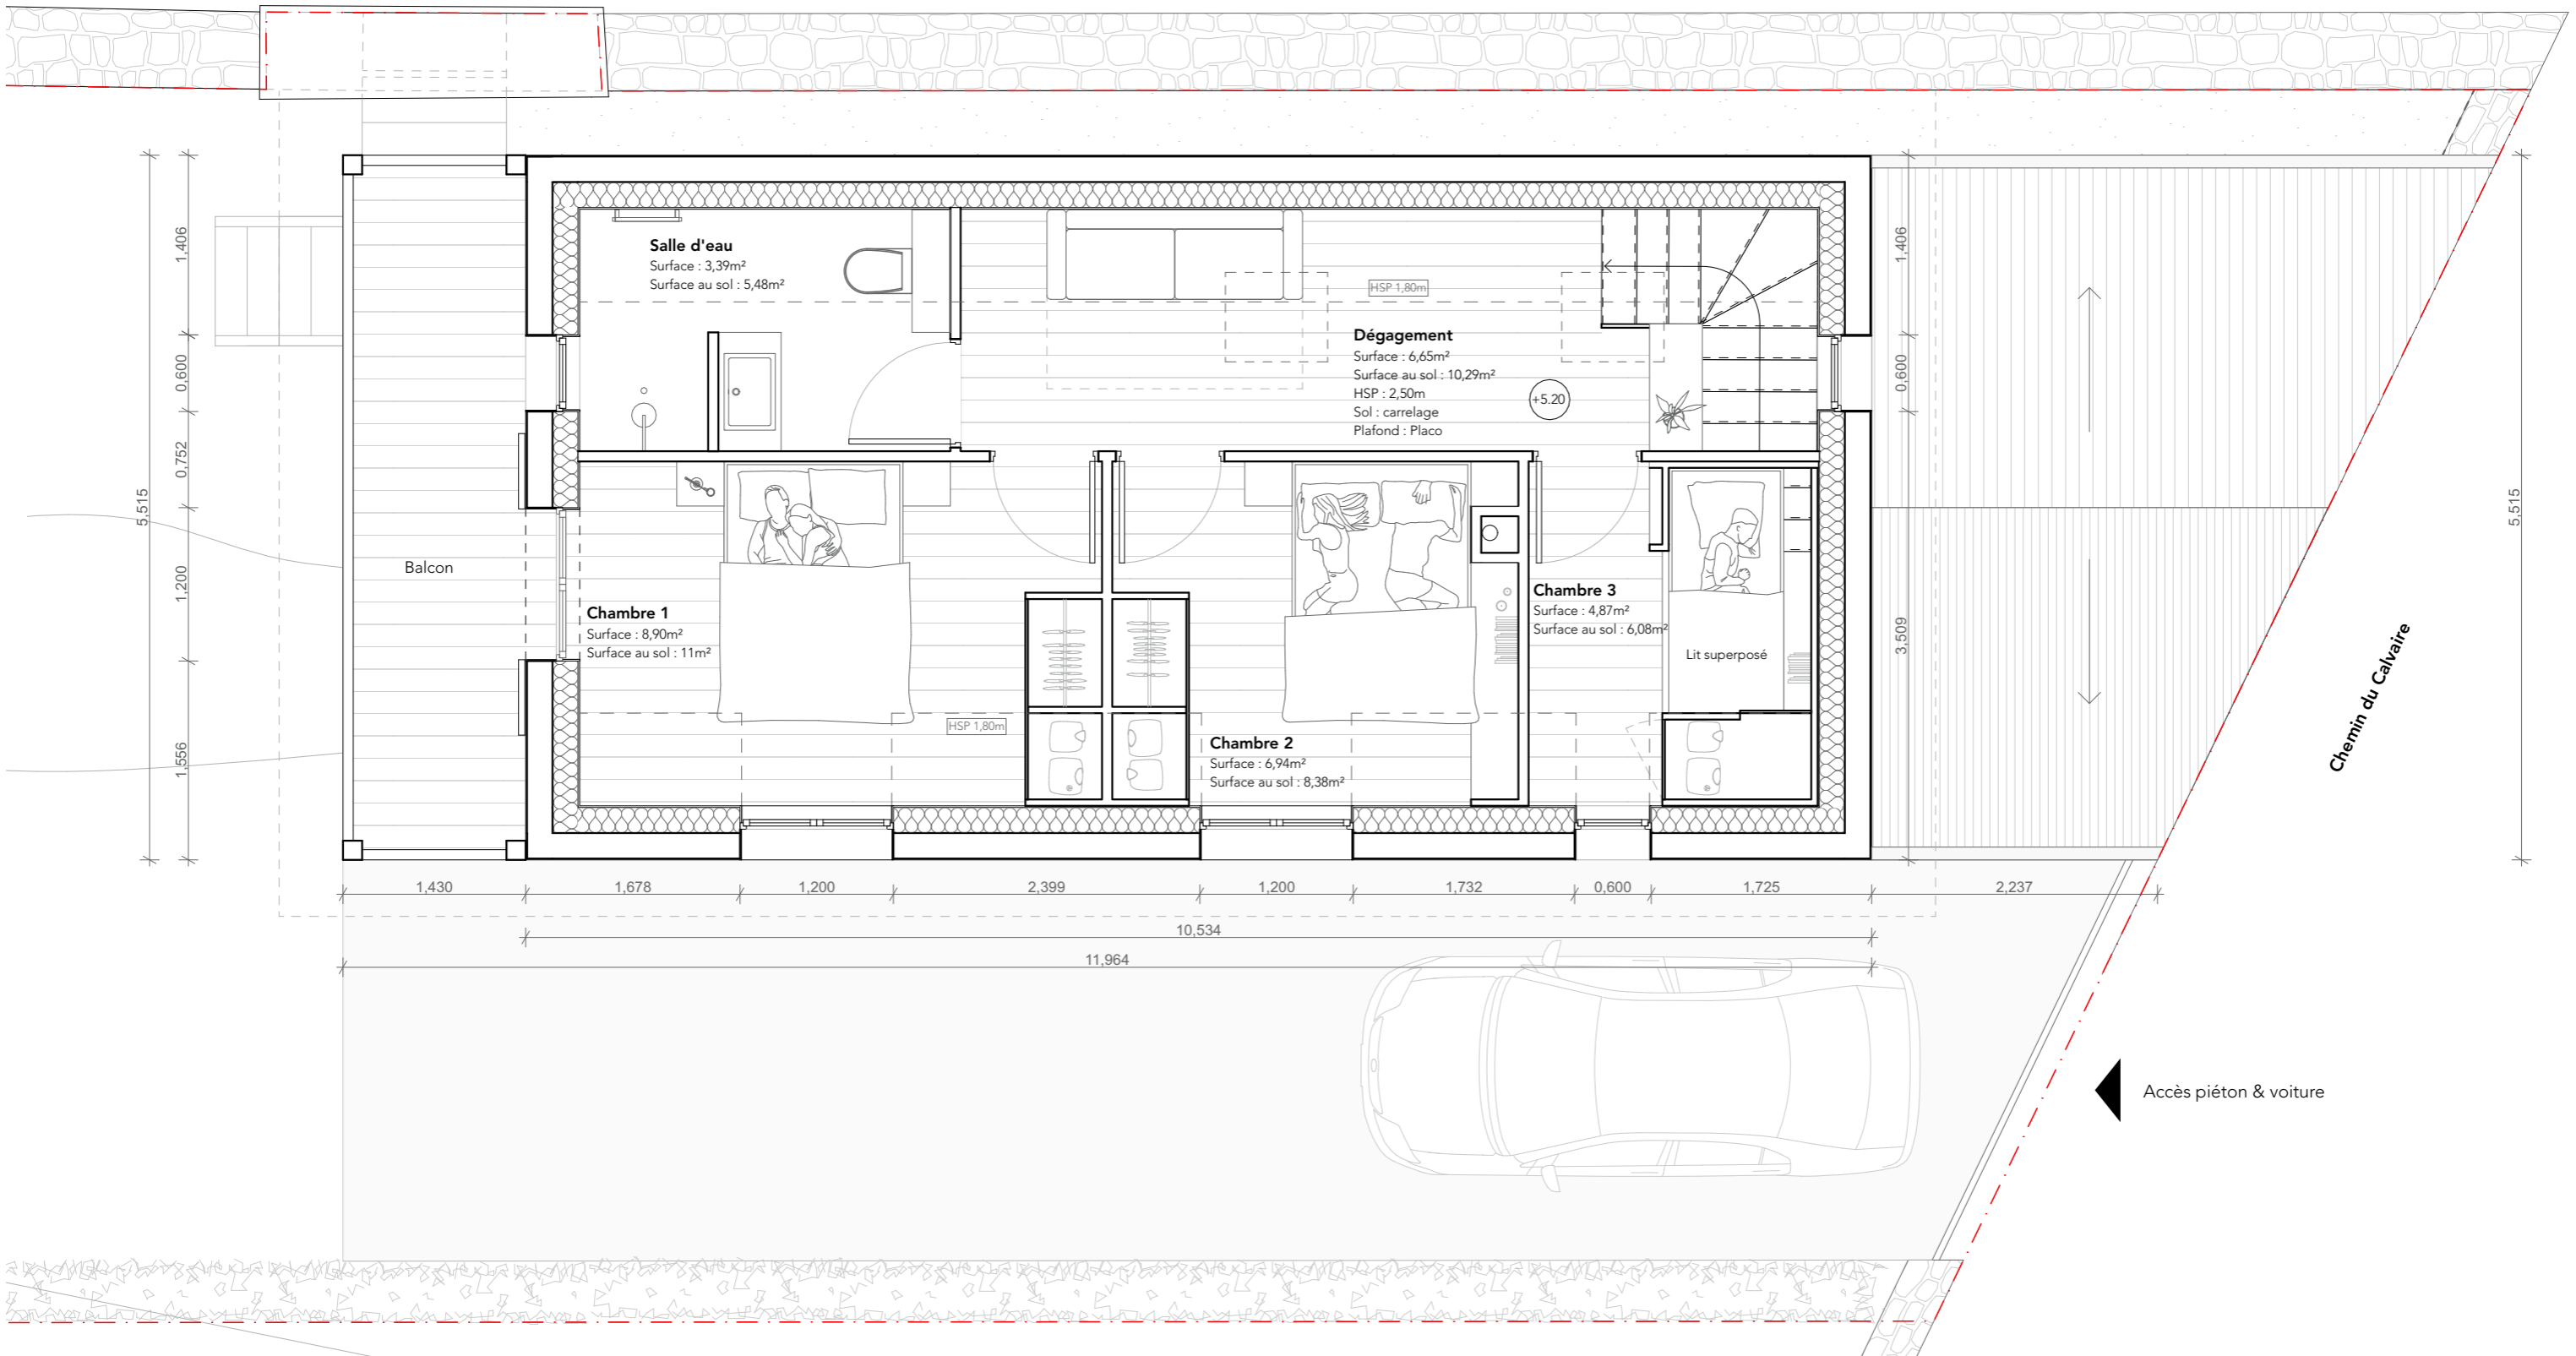 1,406
0,600
0,752
1,200
1,556
5,515
Balcon
Salle d'eau
Surface : 3,39m²
Surface au sol : 5,48m²
HSP 1,80m
Dégagement
Surface : 6,65m²
Surface au sol : 10,29m²
HSP : 2,50m
Sol : carrelage
Plafond : Placo
+5.20
Chambre 1
Surface : 8,90m²
Surface au sol : 11m²
HSP 1,80m
Chambre 2
Surface : 6,94m²
Surface au sol : 8,38m²
Chambre 3
Surface : 4,87m²
Surface au sol : 6,08m²
Lit superposé
1,406
0,600
3,509
5,515
Chemin du Calvaire
1,430
1,678
1,200
2,399
1,200
1,732
0,600
1,725
2,237
10,534
11,964
Accès piéton & voiture